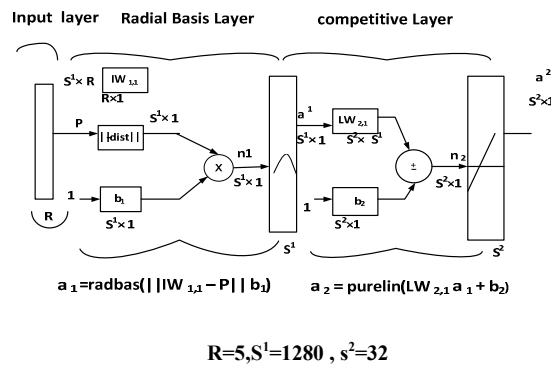 Input layer Radial Basis Layer competitive Layer
S¹× R IW 1,1
R×1
a²
S²×1
P ||-dist|| S¹×1 n1 S¹×1
X
1 b₁ S¹×1
R
S¹
a¹ S¹×1 LW 2,1 S²× S¹
± n₂ S²×1
1 b₂ S²×1
S²
a ₁ =radbas(||IW ₁,₁ – P|| b₁) a ₂ = purelin(LW ₂,₁ a ₁ + b₂)
R=5,S¹=1280 , s²=32